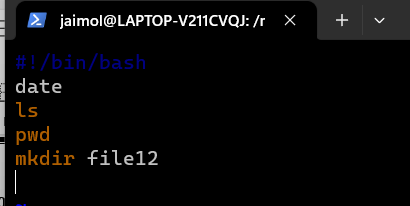 jaimol@LAPTOP-V211CVQJ: /r
#!/bin/bash
date
ls
pwd
mkdir file12